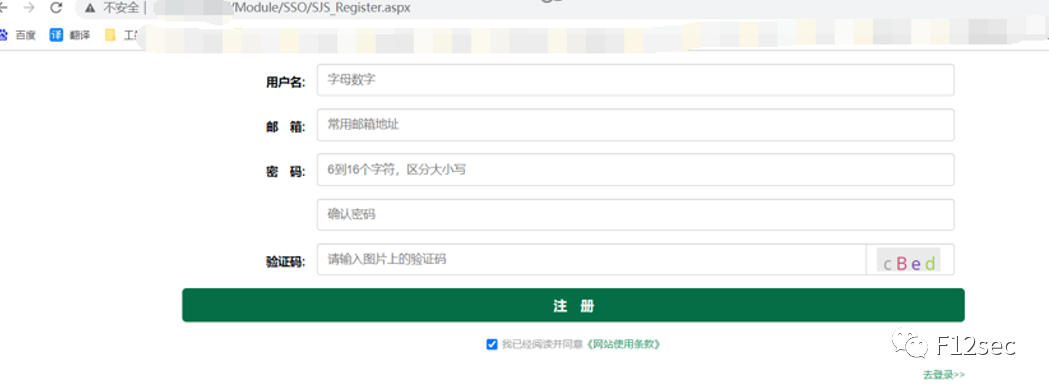 不安全 | /Module/SSO/SJS_Register.aspx
百度 译 翻译
用户名: 字母数字
邮 箱: 常用邮箱地址
密 码: 6到16个字符，区分大小写
确认密码
验证码: 请输入图片上的验证码 cBed
注 册
我已经阅读并同意《网站使用条款》
F12sec
去登录>>